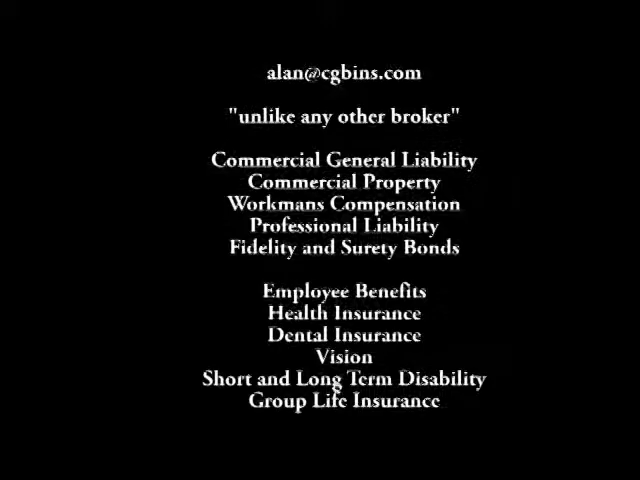 alan@cgbins.com
"unlike any other broker"
Commercial General Liability
Commercial Property
Workmans Compensation
Professional Liability
Fidelity and Surety Bonds
Employee Benefits
Health Insurance
Dental Insurance
Vision
Short and Long Term Disability
Group Life Insurance